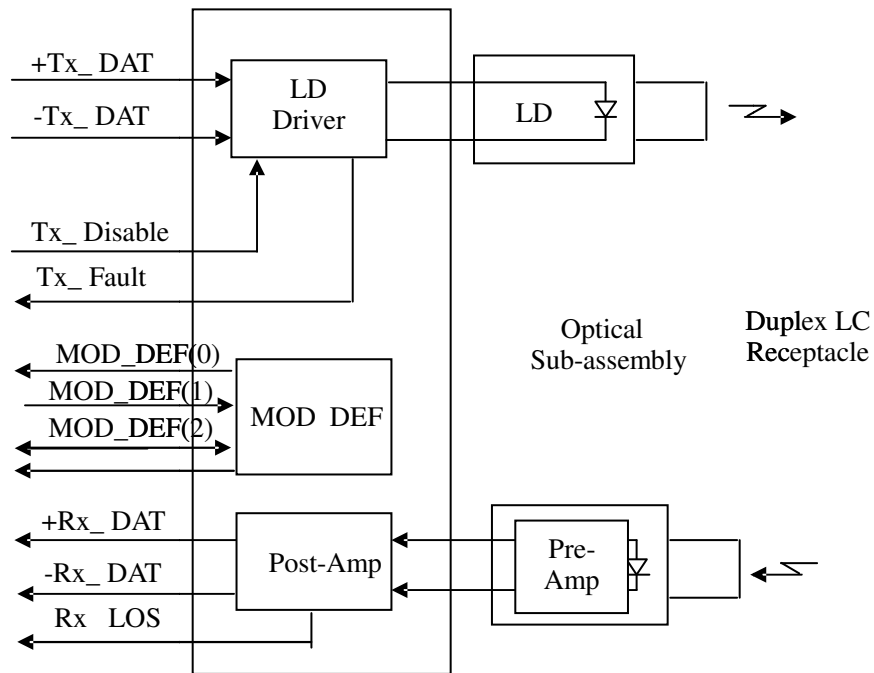 +Tx_ DAT
-Tx_ DAT
LD
Driver
LD
Tx_ Disable
Tx_ Fault
Optical
Sub-assembly
Duplex LC
Receptacle
MOD_DEF(0)
MOD_DEF(1)
MOD_DEF(2)
MOD DEF
+Rx_ DAT
-Rx_ DAT
Rx LOS
Post-Amp
Pre-
Amp